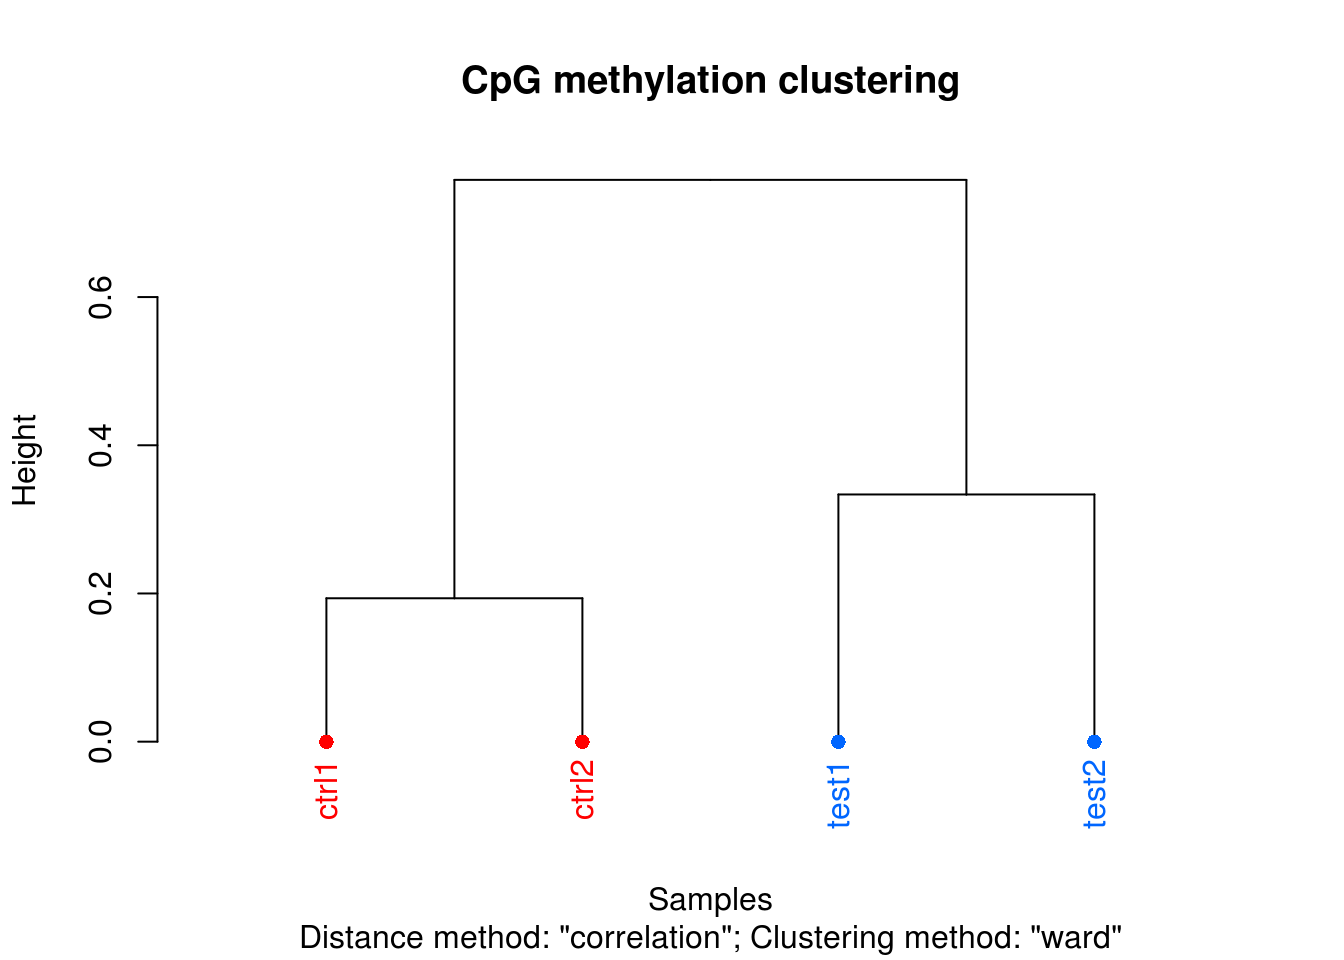 CpG methylation clustering
Height
0.6
0.4
0.2
0.0
ctrl1
ctrl2
test1
test2
Samples
Distance method: "correlation"; Clustering method: "ward"